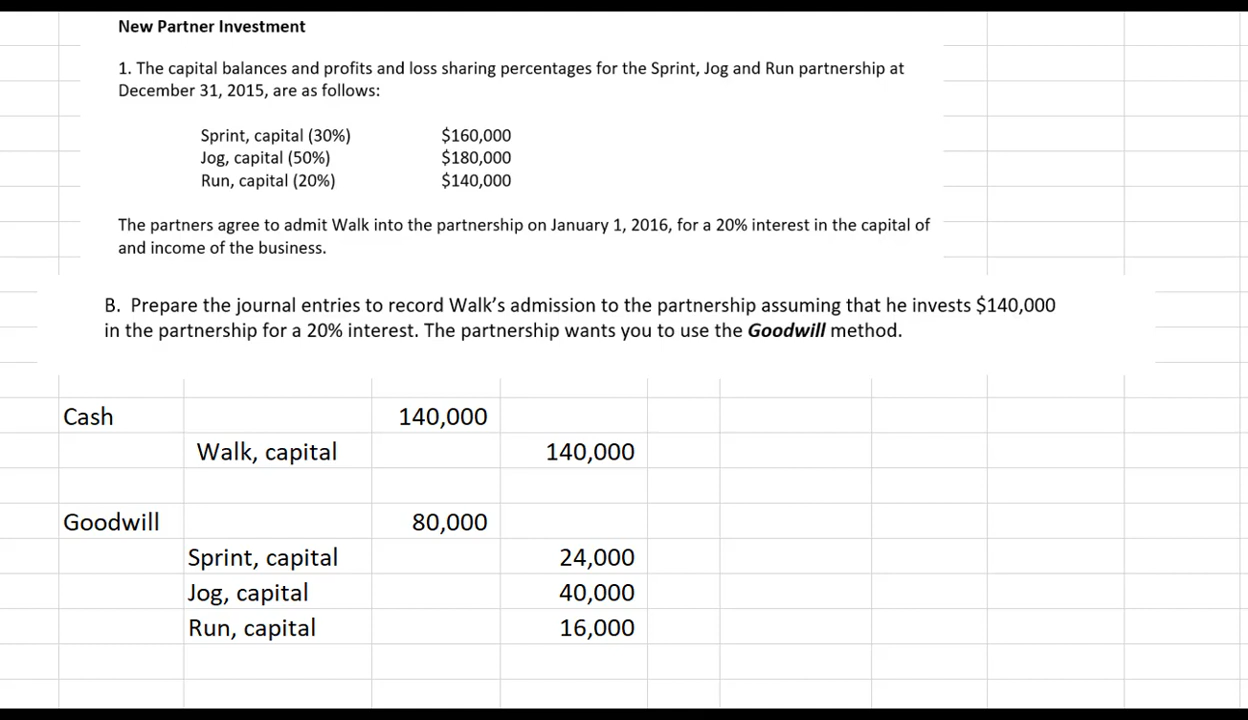 New Partner Investment
1. The capital balances and profits and loss sharing percentages for the Sprint, Jog and Run partnership at
December 31, 2015, are as follows:
Sprint, capital (30%) $160,000
Jog, capital (50%) $180,000
Run, capital (20%) $140,000
The partners agree to admit Walk into the partnership on January 1, 2016, for a 20% interest in the capital of
and income of the business.
B. Prepare the journal entries to record Walk’s admission to the partnership assuming that he invests $140,000
in the partnership for a 20% interest. The partnership wants you to use the Goodwill method.
Cash 140,000
Walk, capital 140,000
Goodwill 80,000
Sprint, capital 24,000
Jog, capital 40,000
Run, capital 16,000